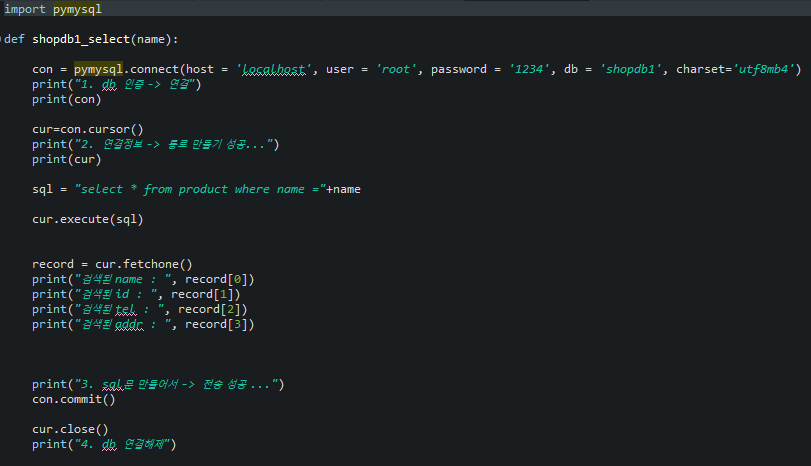 import pymysql
def shopdb1_select(name):
con = pymysql.connect(host = 'localhost', user = 'root', password = '1234', db = 'shopdb1', charset='utf8mb4')
print("1. db 인증 -> 연결")
print(con)
cur=con.cursor()
print("2. 연결정보 -> 통로 만들기 성공...")
print(cur)
sql = "select * from product where name ="+name
cur.execute(sql)
record = cur.fetchone()
print("검색된 name : ", record[0])
print("검색된 id : ", record[1])
print("검색된 tel : ", record[2])
print("검색된 addr : ", record[3])
print("3. sql문 만들어서 -> 전송 성공 ...")
con.commit()
cur.close()
print("4. db 연결해제")